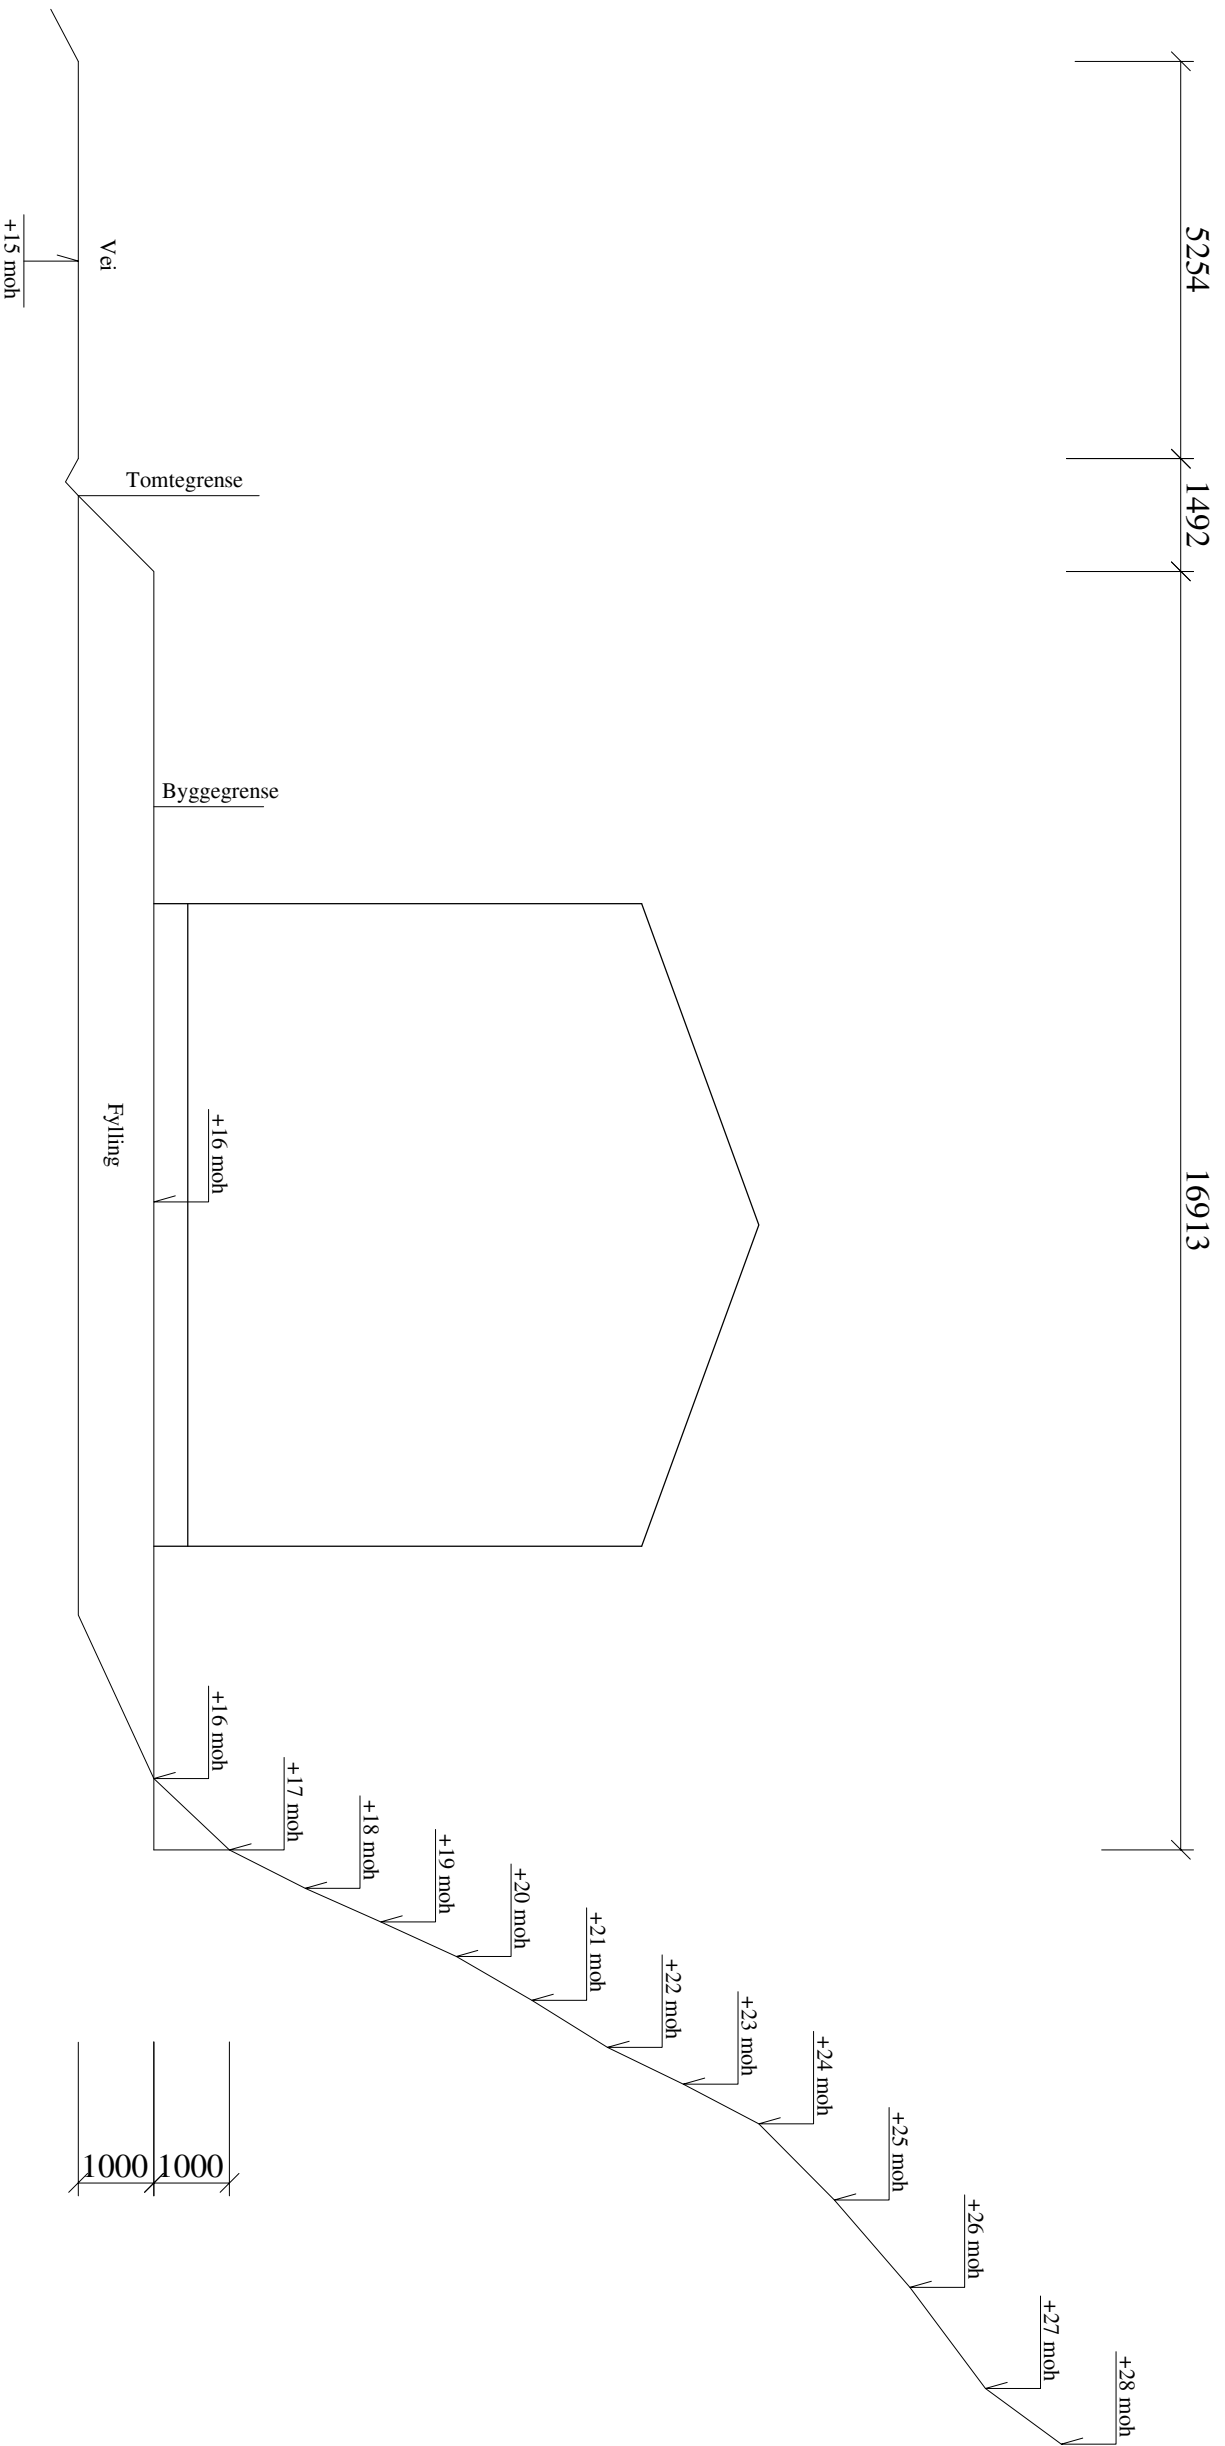 5254
1492
16913
Vei
+15 moh
Tomtegrense
Byggegrense
Fylling
+16 moh
+16 moh
+17 moh
+18 moh
+19 moh
+20 moh
+21 moh
+22 moh
+23 moh
+24 moh
+25 moh
+26 moh
+27 moh
+28 moh
1000
1000